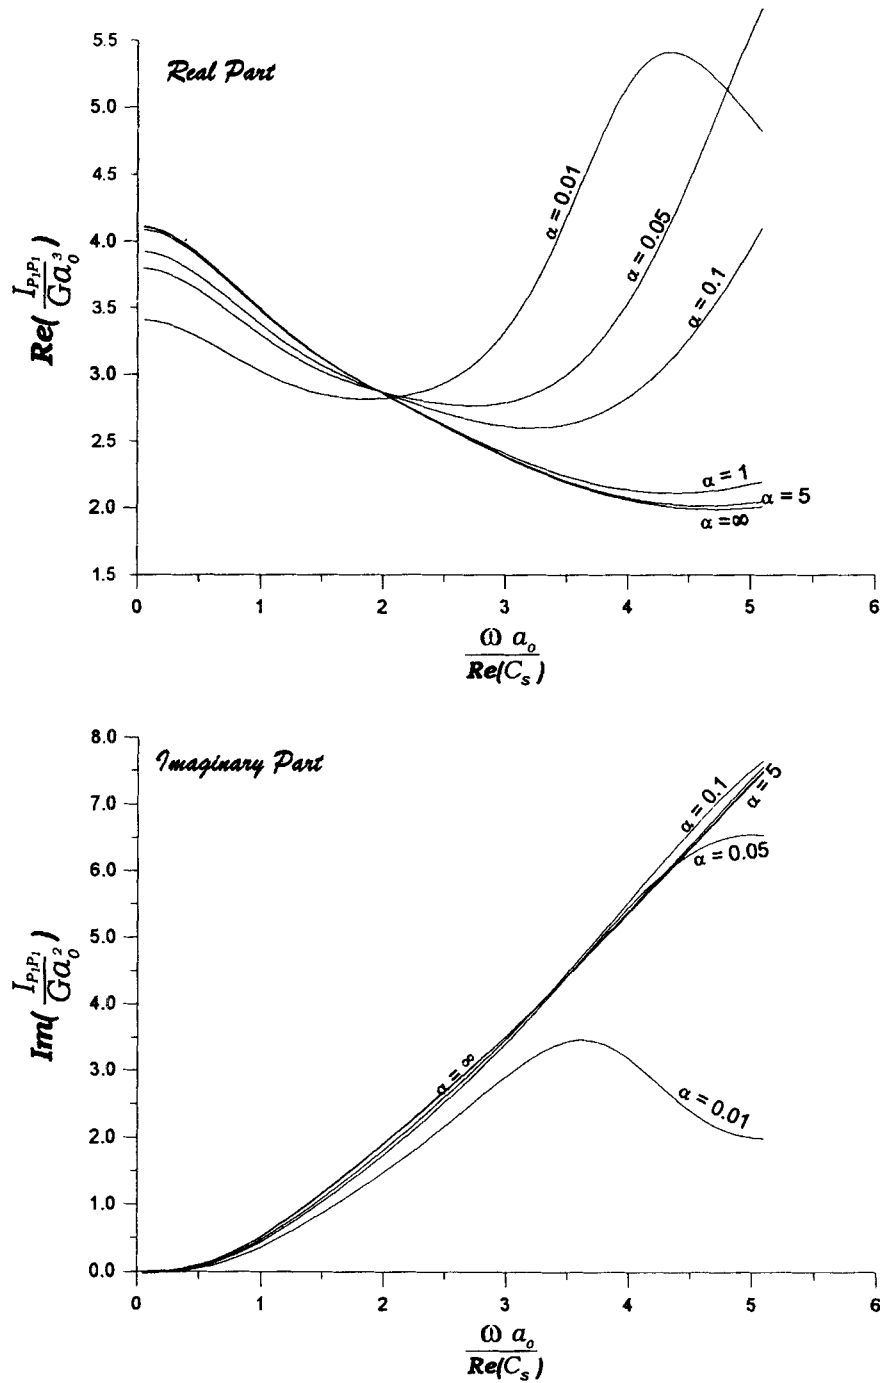 Real Part
5.5
5.0
4.5
4.0
3.5
3.0
2.5
2.0
1.5
Re( I_{P₁P₁} / Ga_o^3 )
α = 0.01
α = 0.05
α = 0.1
α = 1
α = 5
α = ∞
0 1 2 3 4 5 6
ω a_o
Re(C_s)
Imaginary Part
8.0
7.0
6.0
5.0
4.0
3.0
2.0
1.0
0.0
Im( I_{P₁P₁} / Ga_o^2 )
α = 0.1
α = 5
α = 0.05
α = ∞
α = 0.01
0 1 2 3 4 5 6
ω a_o
Re(C_s)